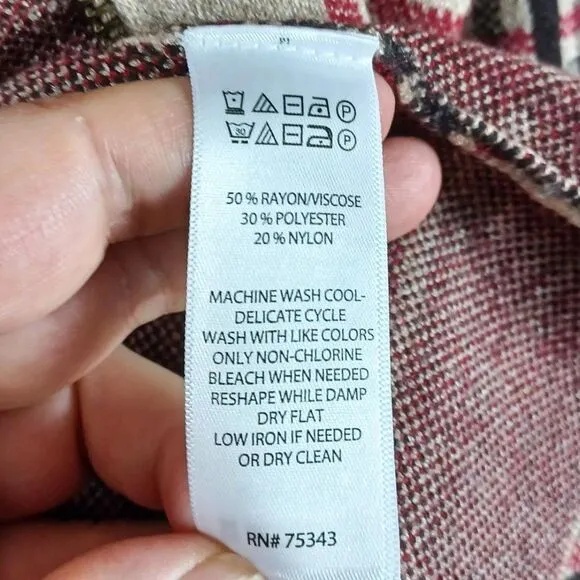 P
30 P
50 % RAYON/VISCOSE
30 % POLYESTER
20 % NYLON
MACHINE WASH COOL-
DELICATE CYCLE
WASH WITH LIKE COLORS
ONLY NON-CHLORINE
BLEACH WHEN NEEDED
RESHAPE WHILE DAMP
DRY FLAT
LOW IRON IF NEEDED
OR DRY CLEAN
RN# 75343